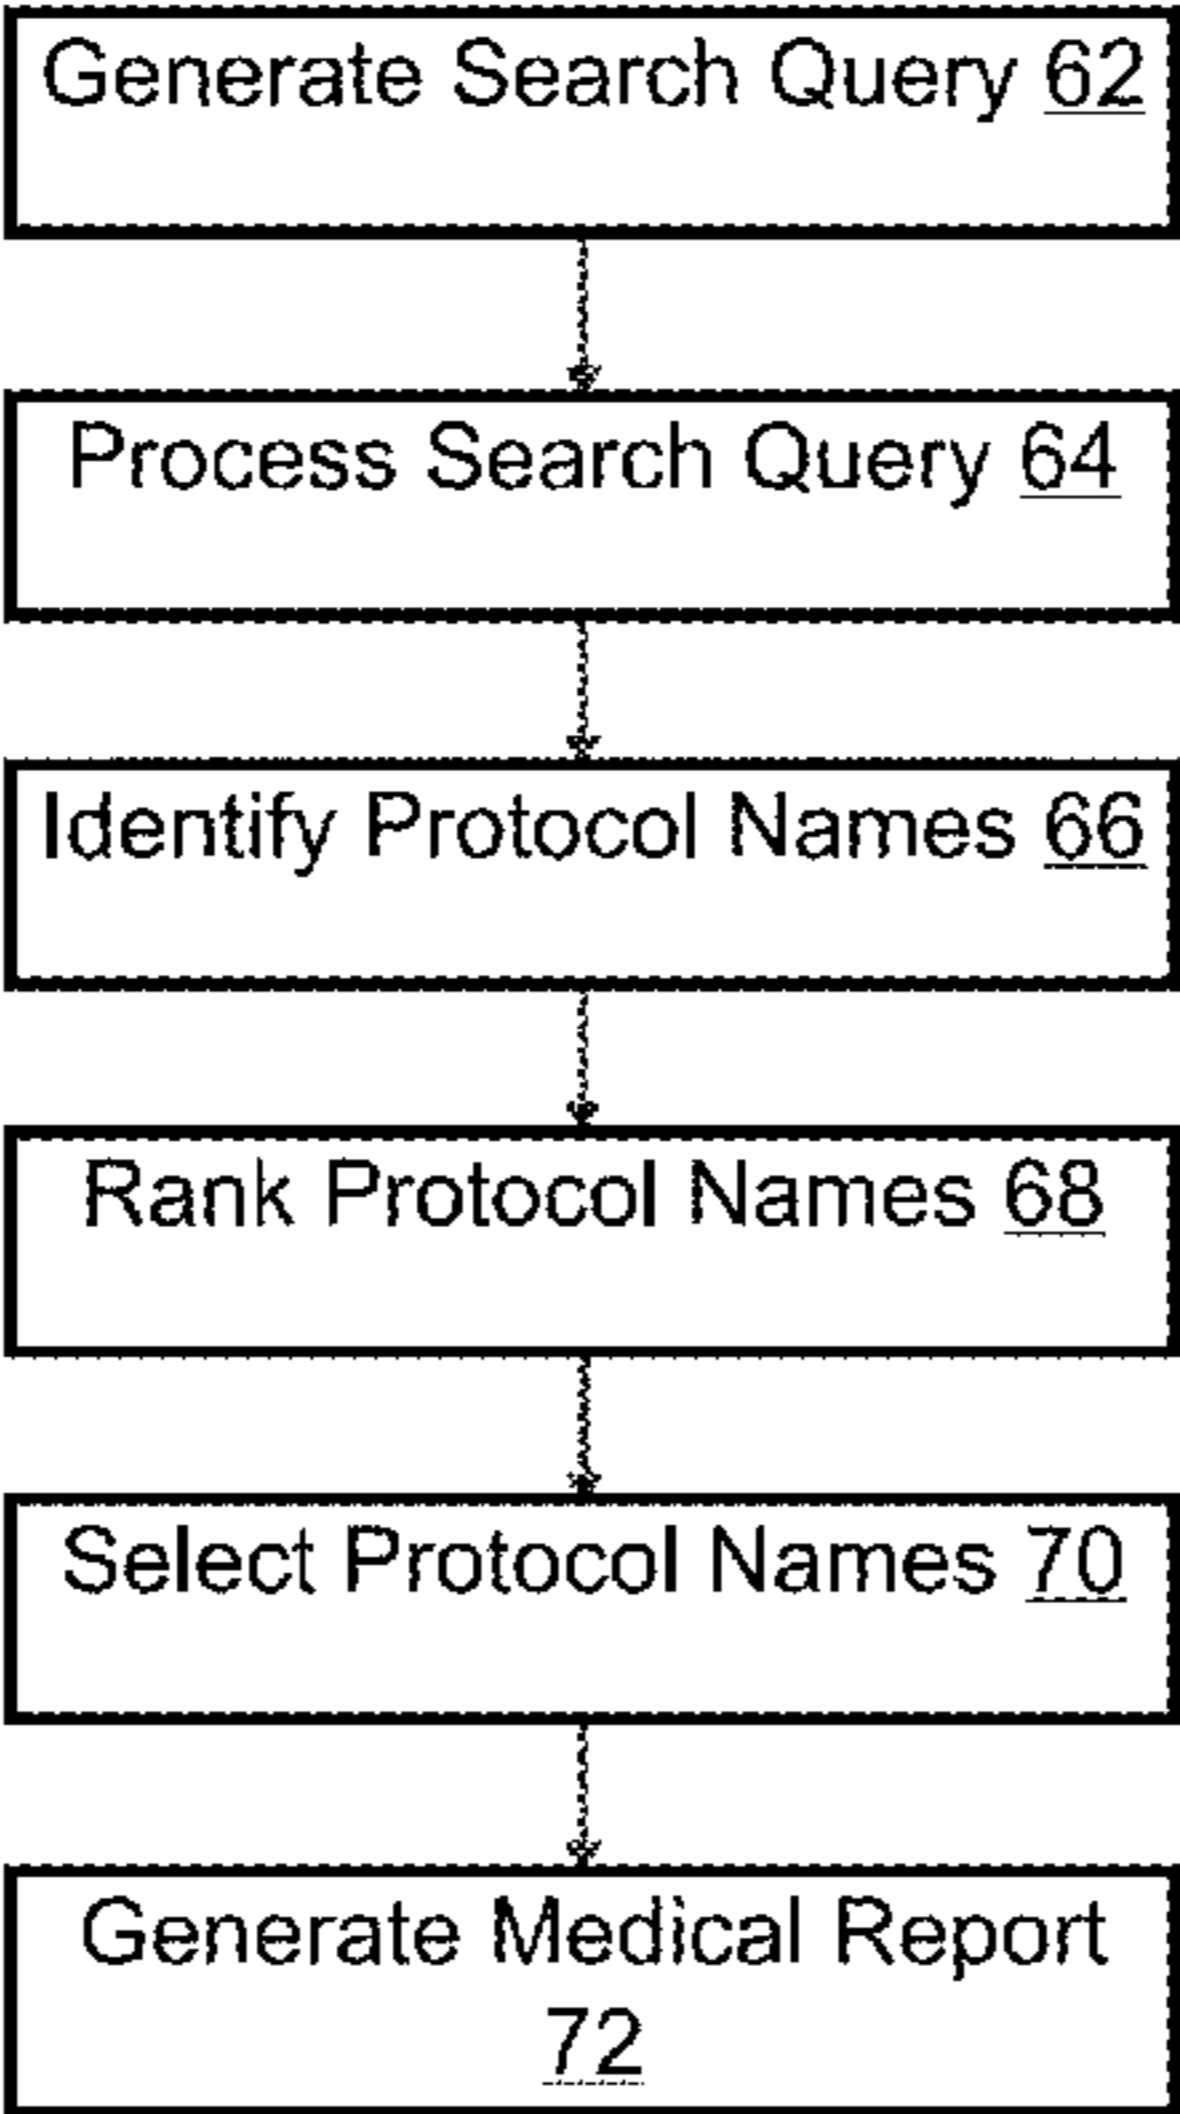 Generate Search Query 62
Process Search Query 64
Identify Protocol Names 66
Rank Protocol Names 68
Select Protocol Names 70
Generate Medical Report
72